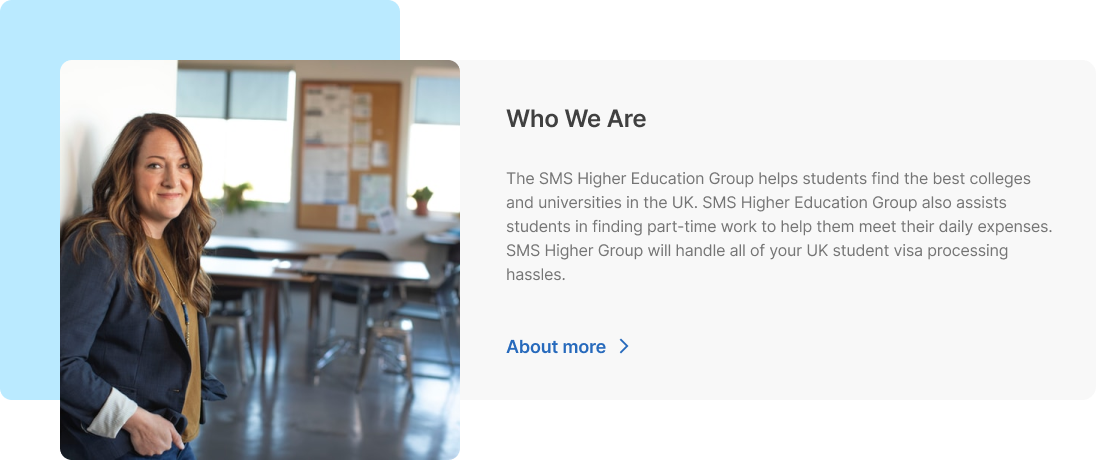 Who We Are
The SMS Higher Education Group helps students find the best colleges
and universities in the UK. SMS Higher Education Group also assists
students in finding part-time work to help them meet their daily expenses.
SMS Higher Group will handle all of your UK student visa processing
hassles.
About more